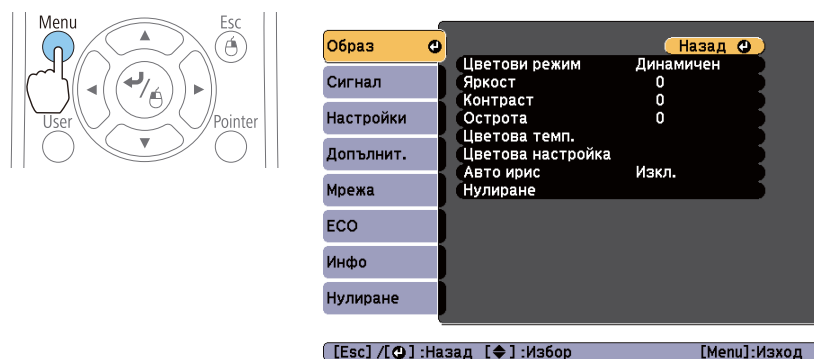 Menu
Esc
User
Pointer
Образ
Сигнал
Настройки
Допълнит.
Мрежа
ECO
Инфо
Нулиране
Назад
Цветови режим Динамичен
Яркост 0
Контраст 0
Острота 0
Цветова темп.
Цветова настройка
Авто ирис Изкл.
Нулиране
[Esc] /[ ] :Назад [ ] :Избор [Menu]:Изход